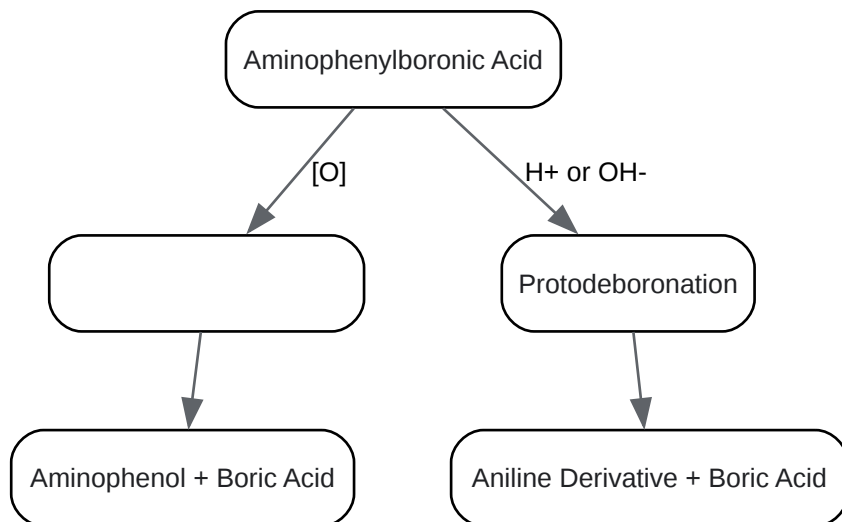 Aminophenylboronic Acid
[O]
H+ or OH-
Protodeboronation
Aminophenol + Boric Acid
Aniline Derivative + Boric Acid